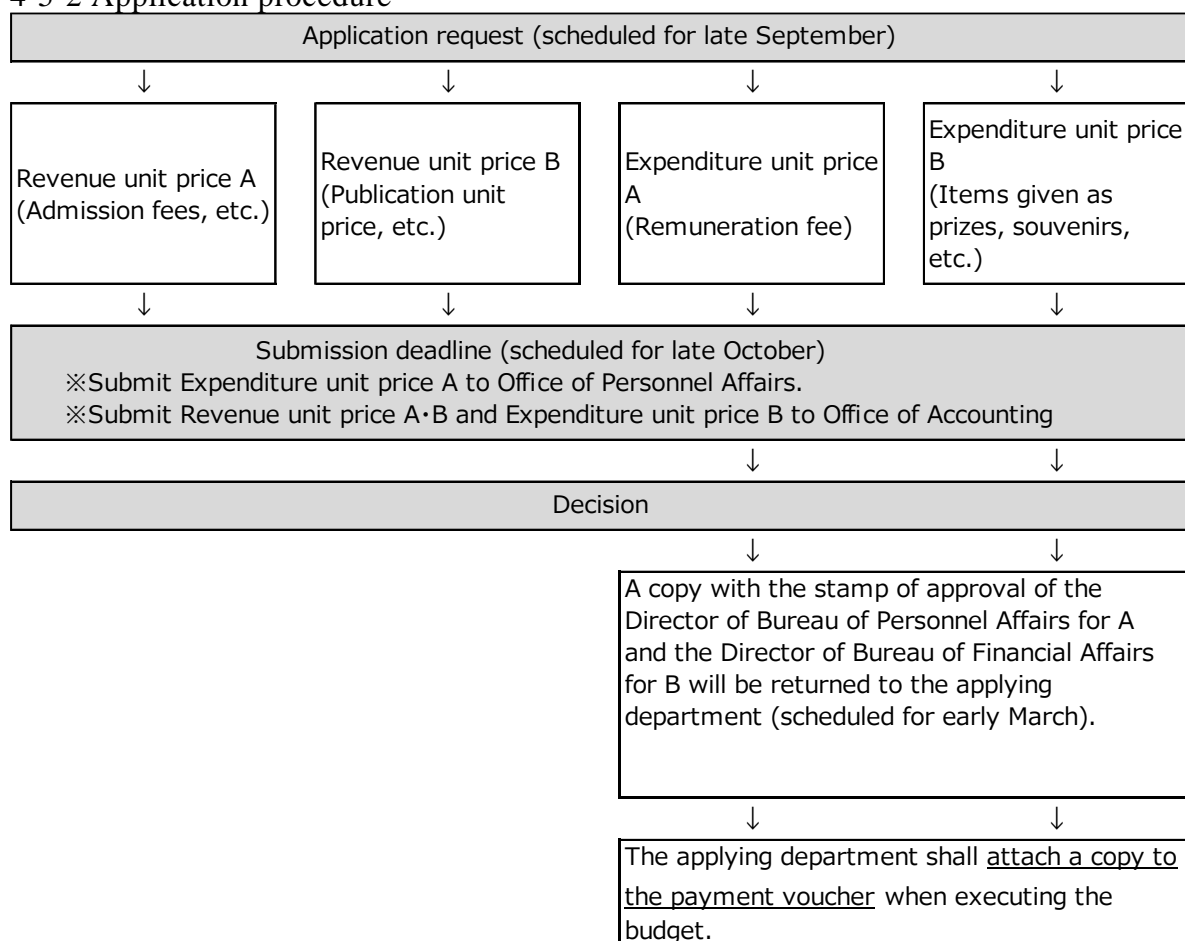 4-3-2 Application procedure
Application request (scheduled for late September)
↓ ↓ ↓ ↓
Revenue unit price A
(Admission fees, etc.)
Revenue unit price B
(Publication unit
price, etc.)
Expenditure unit price
A
(Remuneration fee)
Expenditure unit price
B
(Items given as
prizes, souvenirs,
etc.)
↓ ↓ ↓ ↓
Submission deadline (scheduled for late October)
※Submit Expenditure unit price A to Office of Personnel Affairs.
※Submit Revenue unit price A・B and Expenditure unit price B to Office of Accounting
↓ ↓
Decision
↓ ↓
A copy with the stamp of approval of the
Director of Bureau of Personnel Affairs for A
and the Director of Bureau of Financial Affairs
for B will be returned to the applying
department (scheduled for early March).
↓ ↓
The applying department shall attach a copy to
the payment voucher when executing the
budget.